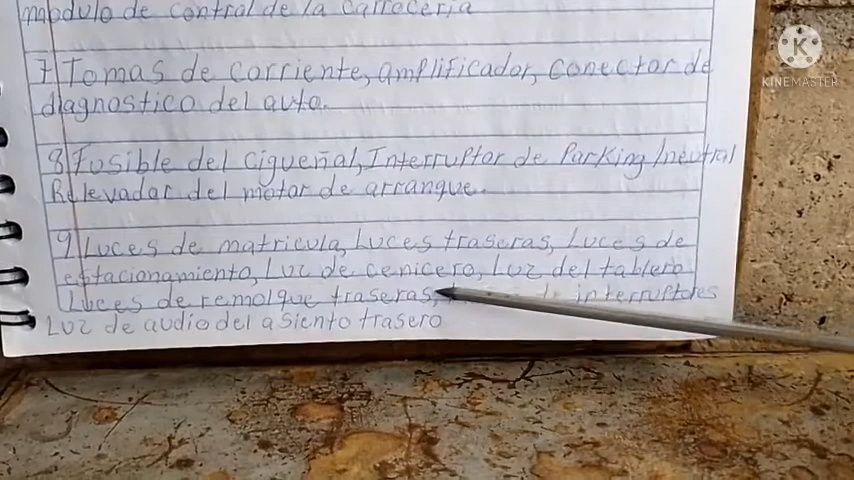 modulo de control de la carroceria
7 Tomas de corriente, amplificador, conector de
diagnostico del auto.
8 Fusible del cigueñal, Interruptor de Parking/neutral
Relevador del motor de arranque.
9 Luces de matricula, Luces traseras, Luces de
estacionamiento, Luz de cenicero, Luz del tablero
Luces de remolque traseras, interruptores
Luz de audio del asiento trasero
K
KINEMASTER